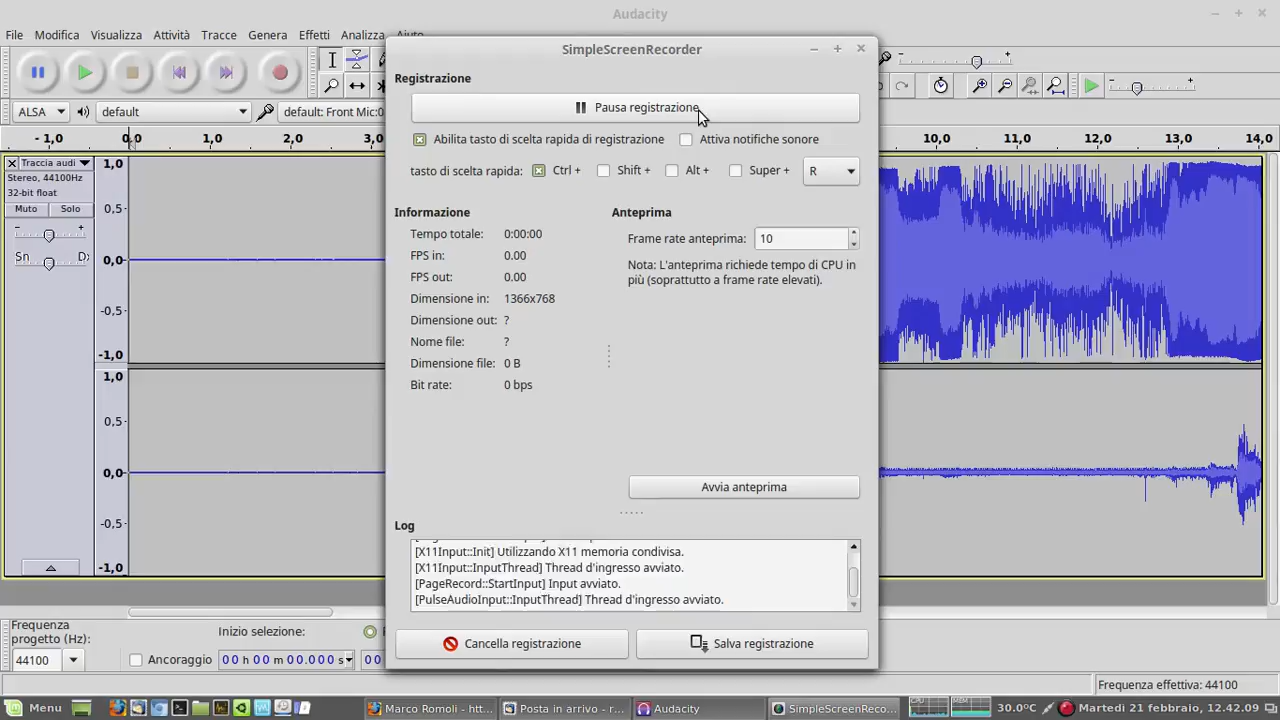 Audacity
File Modifica Visualizza Attività Tracce Genera Effetti Analizza Aiuto
SimpleScreenRecorder
Registrazione
Pausa registrazione
Abilita tasto di scelta rapida di registrazione Attiva notifiche sonore
tasto di scelta rapida: Ctrl + Shift + Alt + Super + R
ALSA default default: Front Mic:0
- 1,0 0,0 1,0 2,0 3,0 10,0 11,0 12,0 13,0 14,0
Traccia audi
Stereo, 44100Hz
32-bit float
Muto Solo
- +
Sn D
1,0
0,5
0,0
-0,5
-1,0
1,0
0,5
0,0
-0,5
-1,0
Informazione
Tempo totale: 0:00:00
FPS in: 0.00
FPS out: 0.00
Dimensione in: 1366x768
Dimensione out: ?
Nome file: ?
Dimensione file: 0 B
Bit rate: 0 bps
Anteprima
Frame rate anteprima: 10
Nota: L'anteprima richiede tempo di CPU in
più (soprattutto a frame rate elevati).
Avvia anteprima
Log
[X11Input::Init] Utilizzando X11 memoria condivisa.
[X11Input::InputThread] Thread d'ingresso avviato.
[PageRecord::StartInput] Input avviato.
[PulseAudioInput::InputThread] Thread d'ingresso avviato.
Cancella registrazione Salva registrazione
Frequenza
progetto (Hz):
44100
Inizio selezione:
Ancoraggio 00 h 00 m 00.000 s
Frequenza effettiva: 44100
Menu Marco Romoli - htt... Posta in arrivo - r... Audacity SimpleScreenReco... 30.0°C Martedì 21 febbraio, 12.42.09